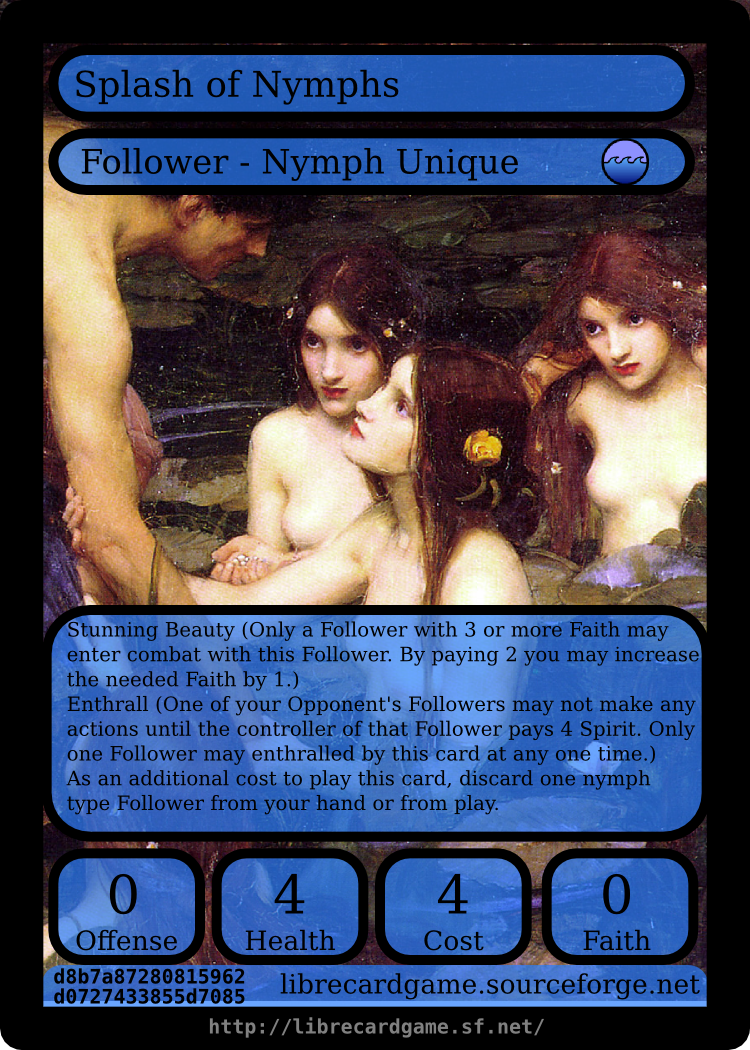 Splash of Nymphs
Follower - Nymph Unique
Stunning Beauty (Only a Follower with 3 or more Faith may
enter combat with this Follower. By paying 2 you may increase
the needed Faith by 1.)
Enthrall (One of your Opponent's Followers may not make any
actions until the controller of that Follower pays 4 Spirit. Only
one Follower may enthralled by this card at any one time.)
As an additional cost to play this card, discard one nymph
type Follower from your hand or from play.
0 4 4 0
Offense Health Cost Faith
d8b7a87280815962
d0727433855d7085
librecardgame.sourceforge.net
http://librecardgame.sf.net/